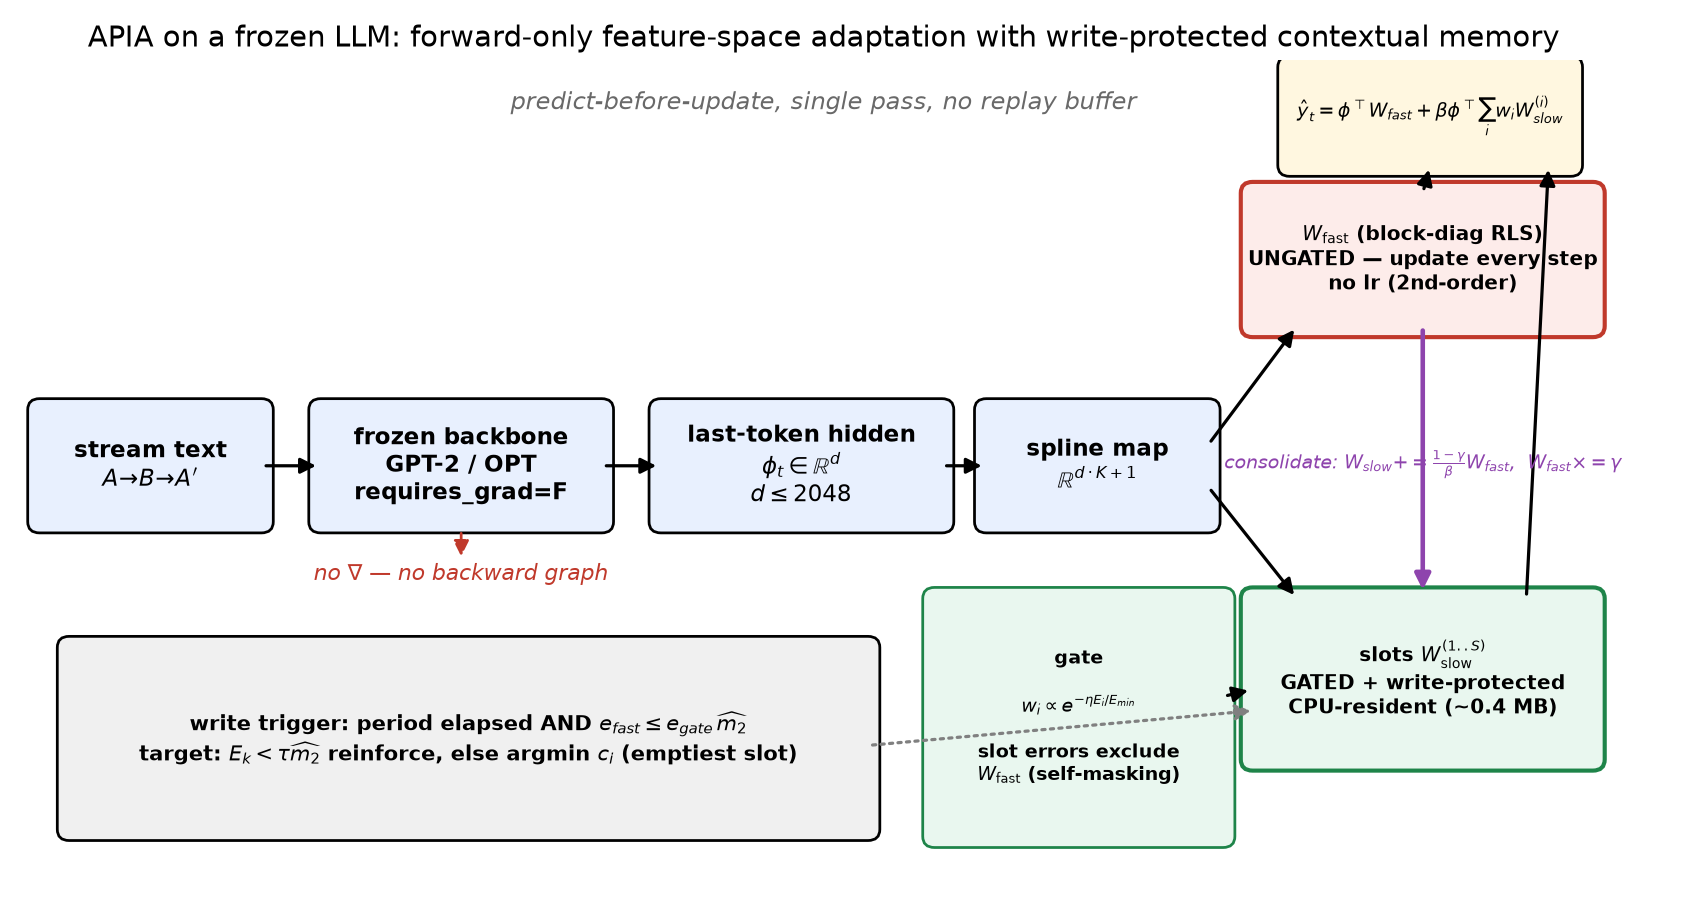 APIA on a frozen LLM: forward-only feature-space adaptation with write-protected contextual memory
predict-before-update, single pass, no replay buffer
ŷ_t = ϕ^⊤ W_fast + βϕ^⊤ ∑_i w_i W_slow^(i)
W_fast (block-diag RLS)
UNGATED — update every step
no lr (2nd-order)
stream text
A→B→A′
frozen backbone
GPT-2 / OPT
requires_grad=F
last-token hidden
ϕ_t ∈ ℝ^d
d ≤ 2048
spline map
ℝ^{d·K+1}
consolidate: W_slow += (1−γ)/β W_fast, W_fast ×= γ
no ∇ — no backward graph
write trigger: period elapsed AND e_fast ≤ e_gate m̂_2
target: E_k < τm̂_2 reinforce, else argmin c_i (emptiest slot)
gate
w_i ∝ e^{−ηE_i/E_min}
slot errors exclude
W_fast (self-masking)
slots W_slow^(1..S)
GATED + write-protected
CPU-resident (~0.4 MB)